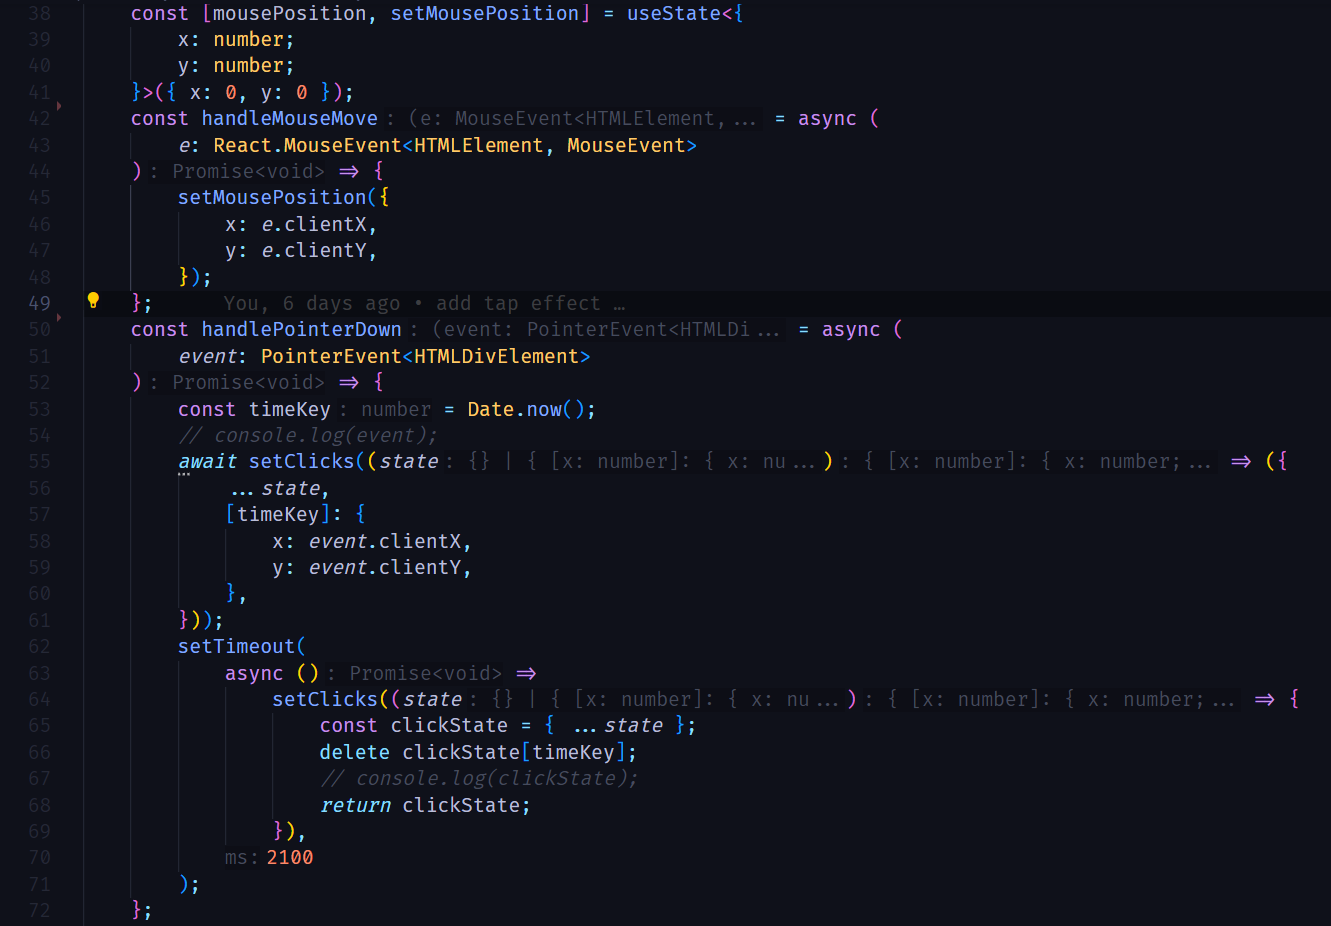 38 const [mousePosition, setMousePosition] = useState<{
39 x: number;
40 y: number;
41 }>({ x: 0, y: 0 });
42 const handleMouseMove : (e: MouseEvent<HTMLElement, ... = async (
43 e: React.MouseEvent<HTMLElement, MouseEvent>
44 ) : Promise<void> => {
45 setMousePosition({
46 x: e.clientX,
47 y: e.clientY,
48 });
49 }; You, 6 days ago • add tap effect …
50 const handlePointerDown : (event: PointerEvent<HTMLDi... = async (
51 event: PointerEvent<HTMLDivElement>
52 ) : Promise<void> => {
53 const timeKey : number = Date.now();
54 // console.log(event);
55 await setClicks((state : {} | { [x: number]: { x: nu... ) : { [x: number]: { x: number; ... => ({
56 ...state,
57 [timeKey]: {
58 x: event.clientX,
59 y: event.clientY,
60 },
61 }));
62 setTimeout(
63 async () : Promise<void> =>
64 setClicks((state : {} | { [x: number]: { x: nu... ) : { [x: number]: { x: number; ... => {
65 const clickState = { ...state };
66 delete clickState[timeKey];
67 // console.log(clickState);
68 return clickState;
69 }),
70 ms: 2100
71 );
72 };